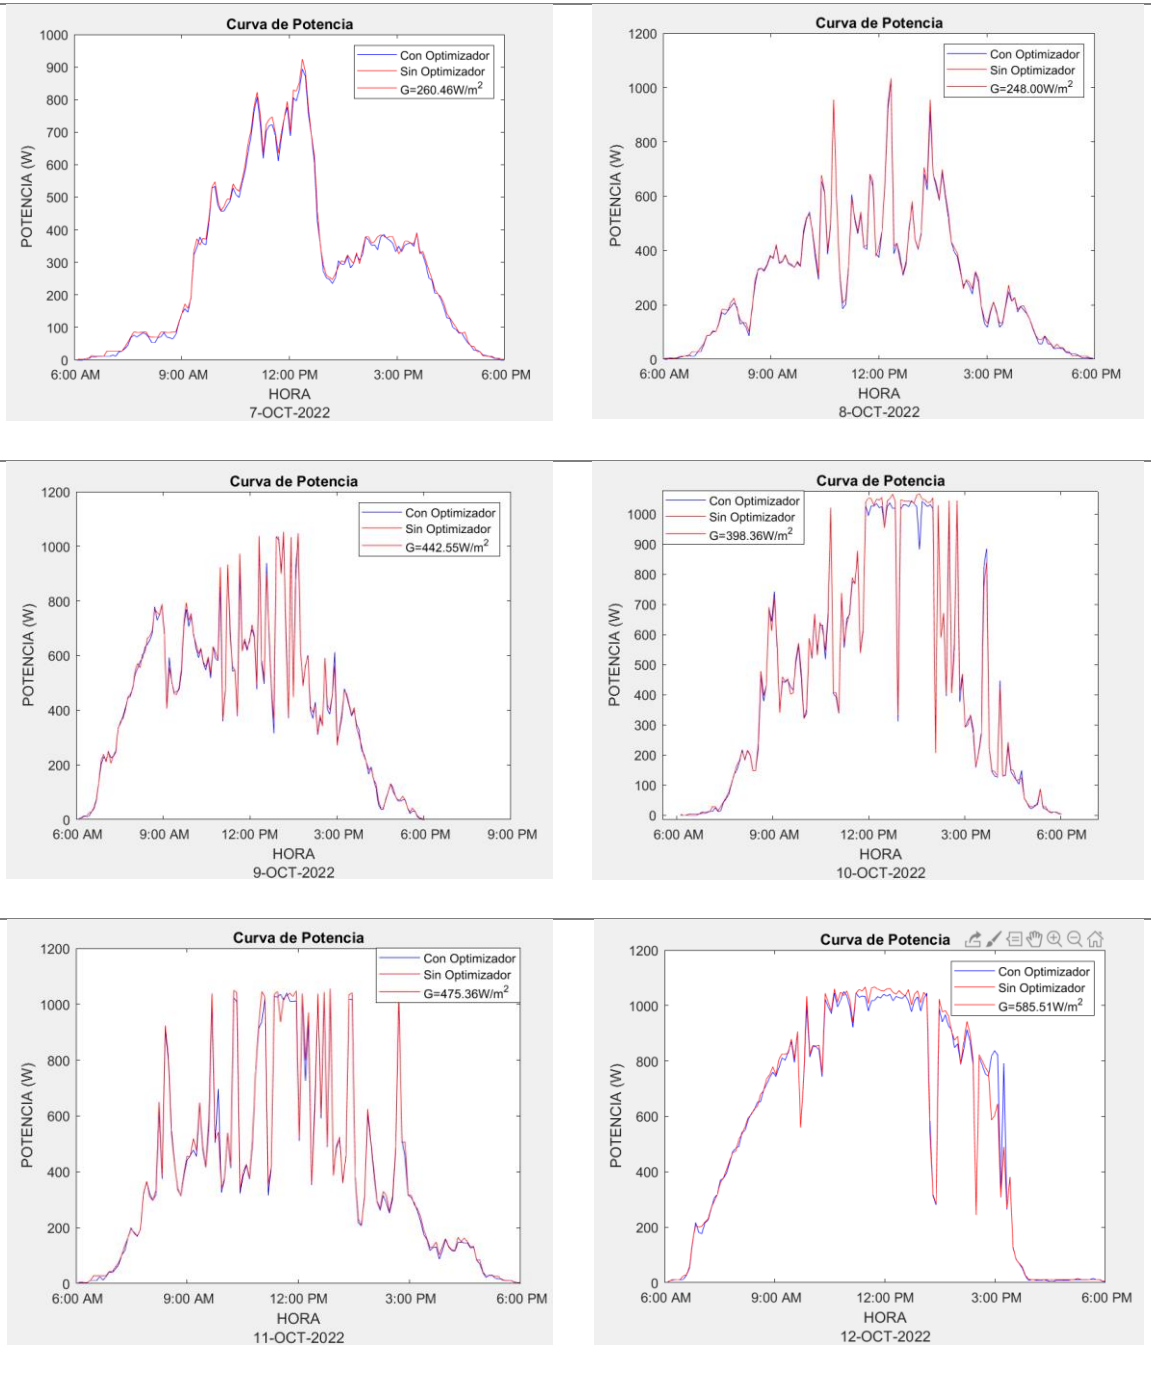 Curva de Potencia
1000
900
800
700
600
500
400
300
200
100
0
POTENCIA (W)
Con Optimizador
Sin Optimizador
G=260.46W/m²
6:00 AM 9:00 AM 12:00 PM 3:00 PM 6:00 PM
HORA
7-OCT-2022
Curva de Potencia
1200
1000
800
600
400
200
0
POTENCIA (W)
Con Optimizador
Sin Optimizador
G=248.00W/m²
6:00 AM 9:00 AM 12:00 PM 3:00 PM 6:00 PM
HORA
8-OCT-2022
Curva de Potencia
1200
1000
800
600
400
200
0
POTENCIA (W)
Con Optimizador
Sin Optimizador
G=442.55W/m²
6:00 AM 9:00 AM 12:00 PM 3:00 PM 6:00 PM 9:00 PM
HORA
9-OCT-2022
Curva de Potencia
1000
900
800
700
600
500
400
300
200
100
0
POTENCIA (W)
Con Optimizador
Sin Optimizador
G=398.36W/m²
6:00 AM 9:00 AM 12:00 PM 3:00 PM 6:00 PM
HORA
10-OCT-2022
Curva de Potencia
1200
1000
800
600
400
200
0
POTENCIA (W)
Con Optimizador
Sin Optimizador
G=475.36W/m²
6:00 AM 9:00 AM 12:00 PM 3:00 PM 6:00 PM
HORA
11-OCT-2022
Curva de Potencia
1200
1000
800
600
400
200
0
POTENCIA (W)
Con Optimizador
Sin Optimizador
G=585.51W/m²
6:00 AM 9:00 AM 12:00 PM 3:00 PM 6:00 PM
HORA
12-OCT-2022